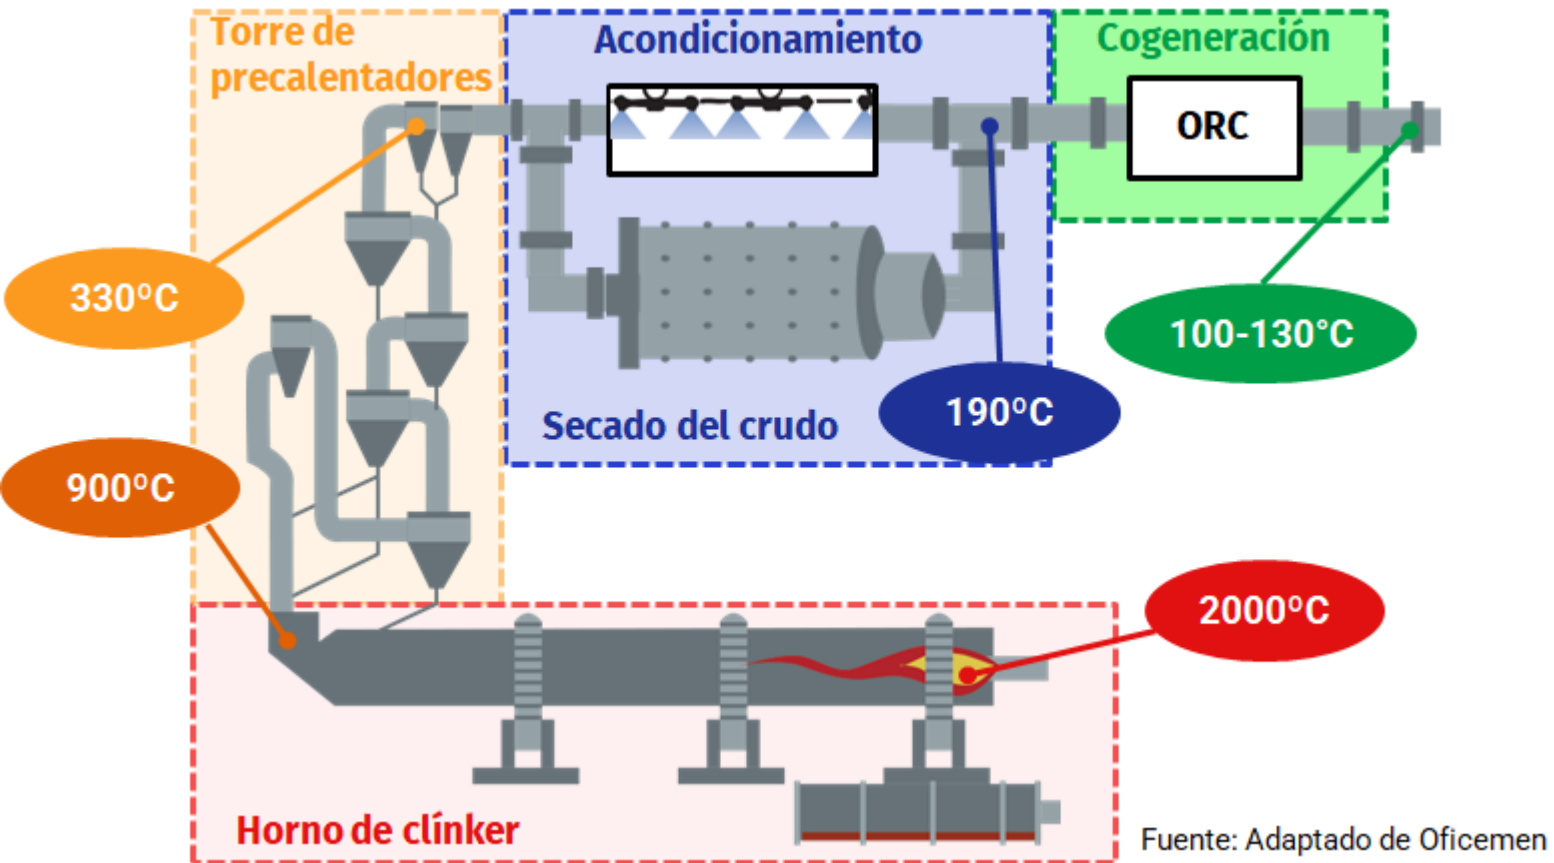 Torre de
precalentadores
Acondicionamiento
Cogeneración
ORC
330ºC
100-130°C
190ºC
Secado del crudo
900ºC
2000ºC
Horno de clínker
Fuente: Adaptado de Oficemen